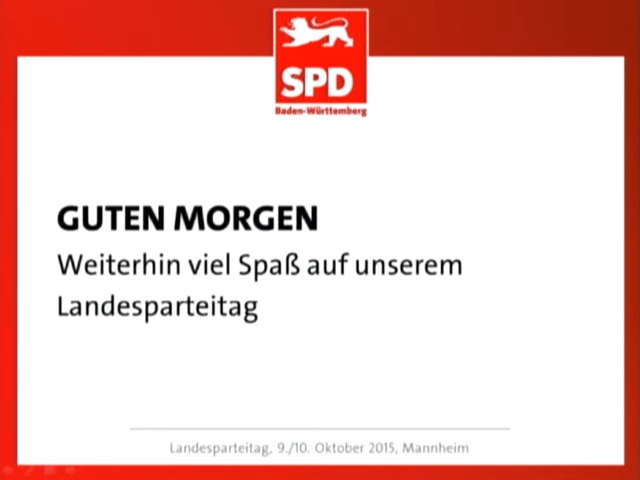 SPD
Baden-Württemberg
GUTEN MORGEN
Weiterhin viel Spaß auf unserem
Landesparteitag
Landesparteitag, 9./10. Oktober 2015, Mannheim